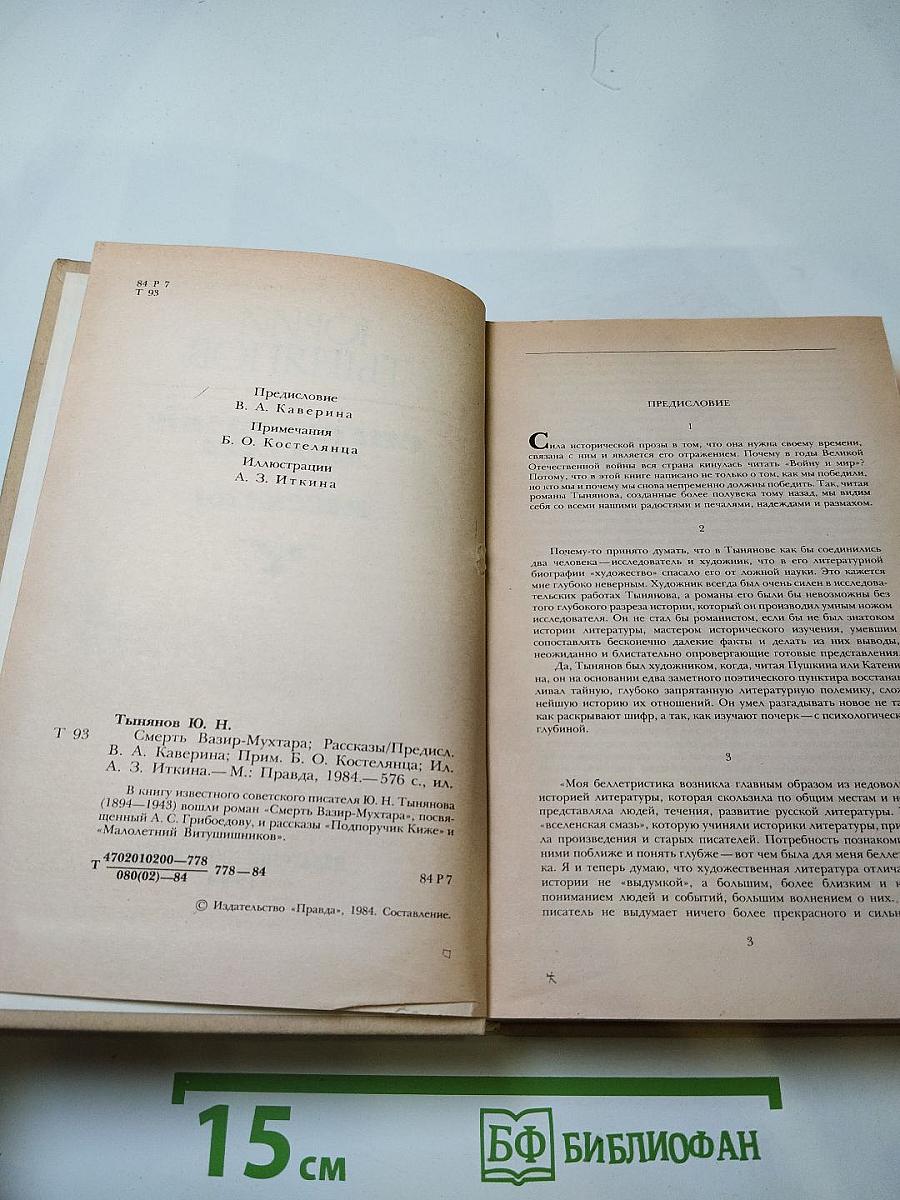 84 Р 7
Т 93
Предисловие
В. А. Каверина
Примечания
Б. О. Костелянца
Иллюстрации
А. З. Иткина
Тынянов Ю. Н.
Т 93 Смерть Вазир-Мухтара; Рассказы/Предисл.
В. А. Каверина; Прим. Б. О. Костелянца; Ил.
А. З. Иткина.— М.: Правда, 1984.— 576 с., ил.
В книгу известного советского писателя Ю. Н. Тынянова
(1894—1943) вошли роман «Смерть Вазир-Мухтара», посвя-
щенный А. С. Грибоедову, и рассказы «Подпоручик Киже» и
«Малолетний Витушишников».
Т 4702010200—778
080(02)—84
778—84
84 Р 7
© Издательство «Правда», 1984. Составление.
ПРЕДИСЛОВИЕ
1
Сила исторической прозы в том, что она нужна своему времени,
связана с ним и является его отражением. Почему в годы Великой
Отечественной войны вся страна кинулась читать «Войну и мир»?
Потому, что в этой книге написано не только о том, как мы победили,
но кто мы и почему мы снова непременно должны победить. Так, читая
романы Тынянова, созданные более полувека тому назад, мы видим
себя со всеми нашими радостями и печалями, надеждами и размахом.
2
Почему-то принято думать, что в Тынянове как бы соединились
два человека—исследователь и художник, что в его литературной
биографии «художество» спасало его от ложной науки. Это кажется
мне глубоко неверным. Художник всегда был очень силен в исследова-
тельских работах Тынянова, а романы его были бы невозможны без
того глубокого разреза истории, который он производил умным ножом
исследователя. Он не стал бы романистом, если бы не был знатоком
истории литературы, мастером исторического изучения, умевшим
сопоставлять бесконечно далекие факты и делать из них выводы,
неожиданно и блистательно опровергающие готовые представления.
Да, Тынянов был художником, когда, читая Пушкина или Катени
на, он на основании едва заметного поэтического пунктира восстана
ливал тайную, глубоко запрятанную литературную полемику, слож
нейшую историю их отношений. Он умел разгадывать новое не та
как раскрывают шифр, а так, как изучают почерк—с психологическ
глубиной.
3
«Моя беллетристика возникла главным образом из недовол
историей литературы, которая скользила по общим местам и не
представляла людей, течения, развитие русской литературы.
«вселенская смазь», которую учиняли историки литературы, при
ла произведения и старых писателей. Потребность познакоми
ними поближе и понять глубже—вот чем была для меня белле
ка. Я и теперь думаю, что художественная литература отлича
истории не «выдумкой», а большим, более близким и к
пониманием людей и событий, большим волнением о них.
писатель не выдумает ничего более прекрасного и сильн
3
15 см
БФ БИБЛИОФАН